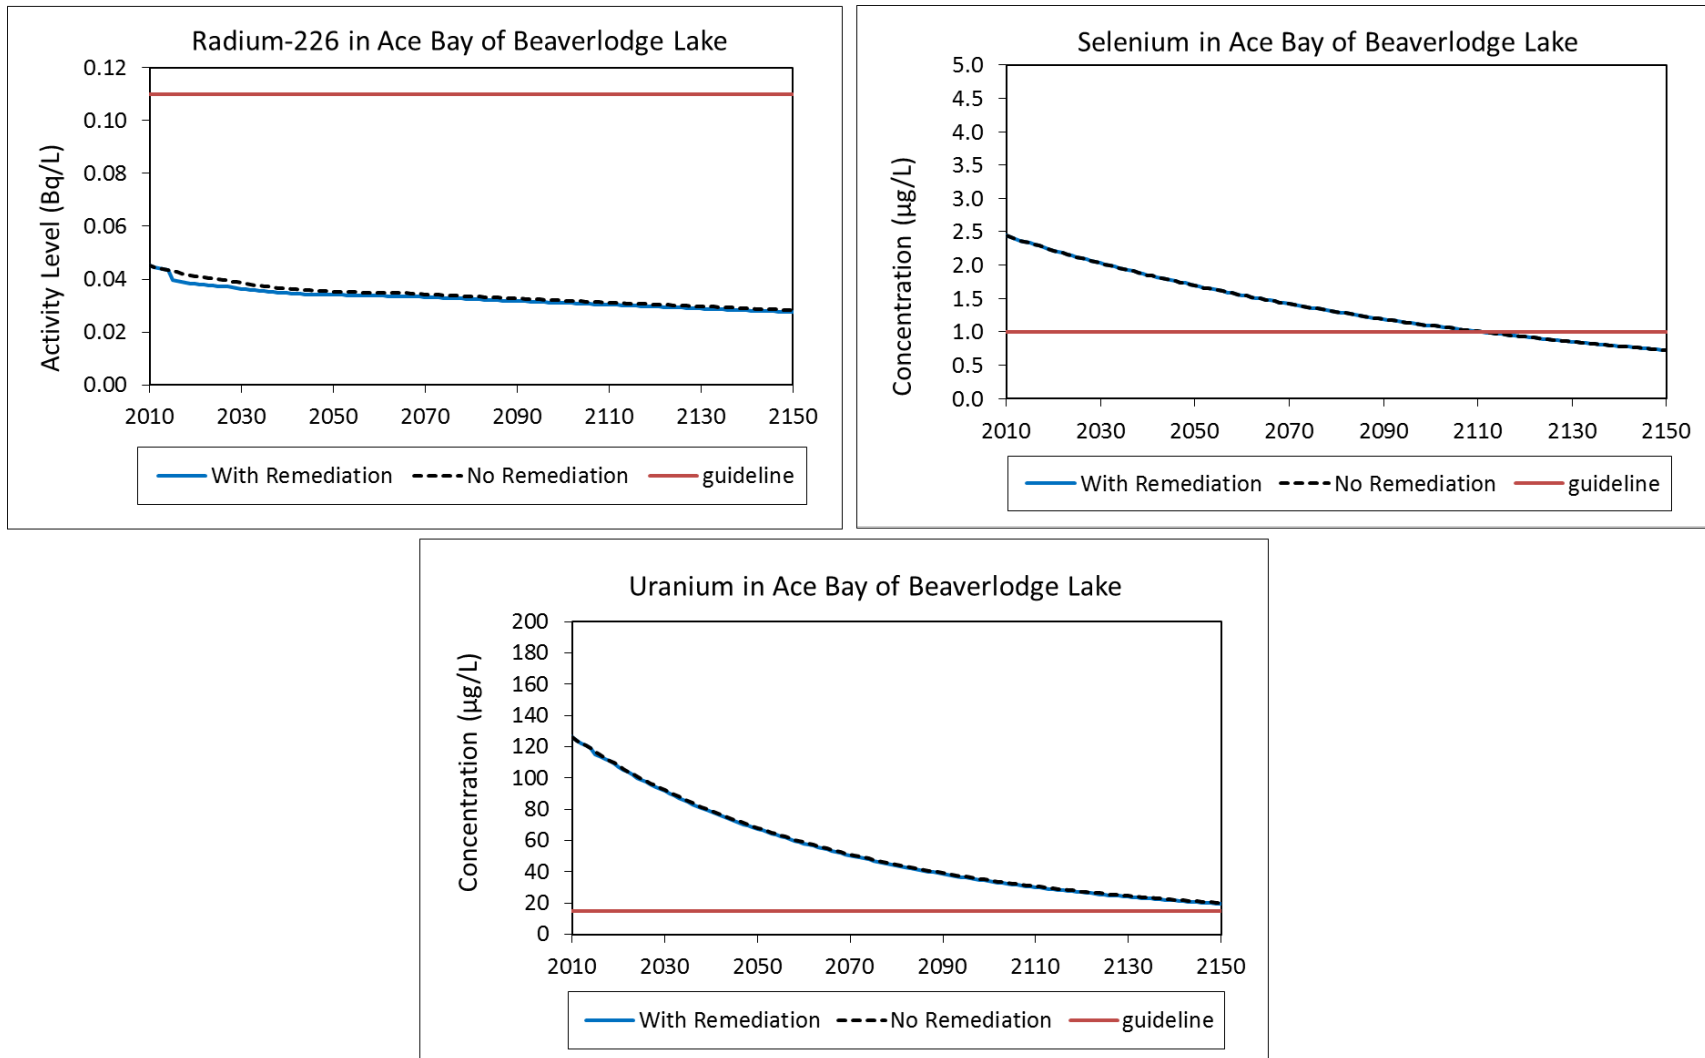 Radium-226 in Ace Bay of Beaverlodge Lake
Activity Level (Bq/L)
0.12
0.10
0.08
0.06
0.04
0.02
0.00
2010 2030 2050 2070 2090 2110 2130 2150
With Remediation No Remediation guideline
Selenium in Ace Bay of Beaverlodge Lake
Concentration (µg/L)
5.0
4.5
4.0
3.5
3.0
2.5
2.0
1.5
1.0
0.5
0.0
2010 2030 2050 2070 2090 2110 2130 2150
With Remediation No Remediation guideline
Uranium in Ace Bay of Beaverlodge Lake
Concentration (µg/L)
200
180
160
140
120
100
80
60
40
20
0
2010 2030 2050 2070 2090 2110 2130 2150
With Remediation No Remediation guideline